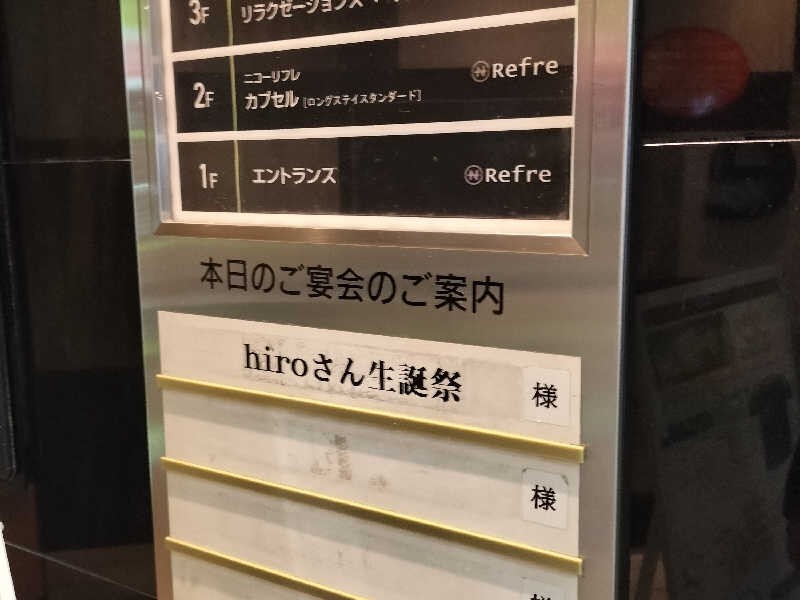 3F
リラクゼーションス
ニコーリフレ
2F カプセル [ロングステイスタンダード] Refre
1F エントランス Refre
本日のご宴会のご案内
hiroさん生誕祭 様
様
様